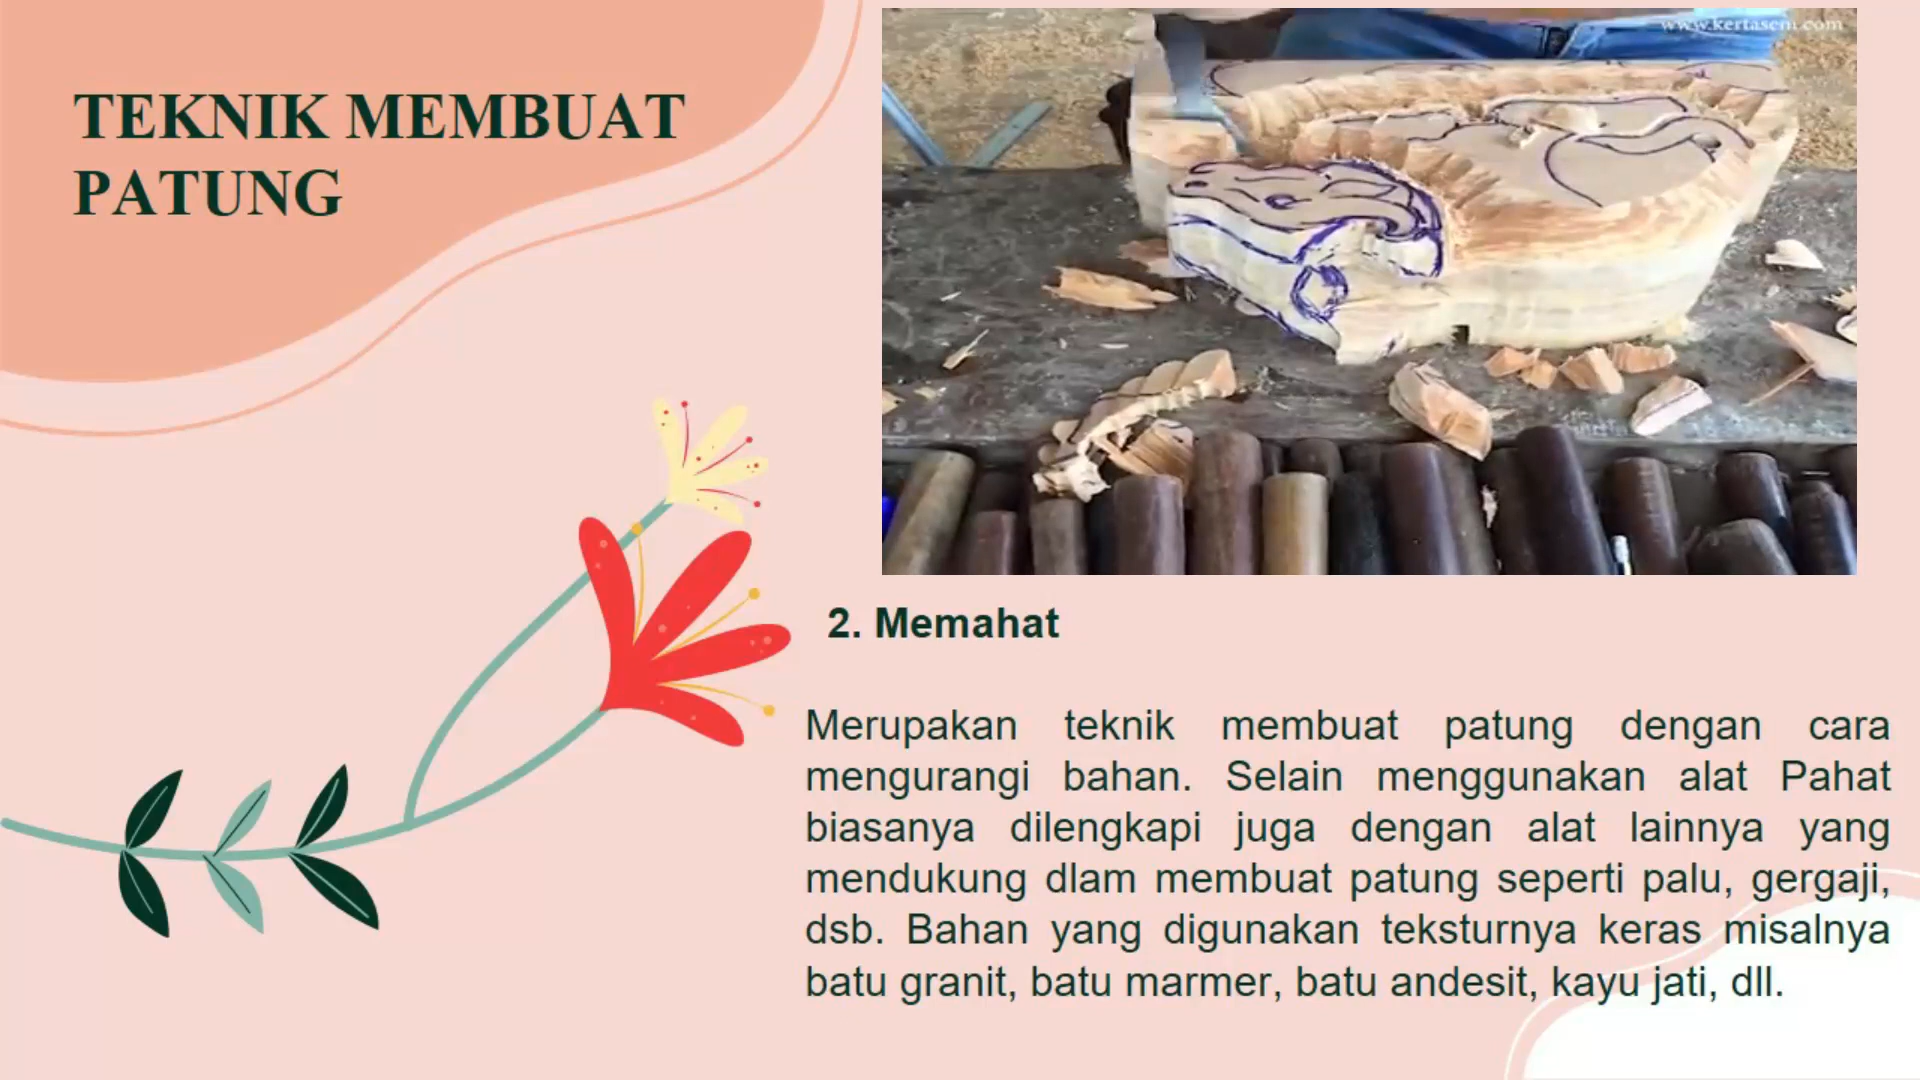 TEKNIK MEMBUAT
PATUNG
www.kertaseni.com
2. Memahat
Merupakan teknik membuat patung dengan cara
mengurangi bahan. Selain menggunakan alat Pahat
biasanya dilengkapi juga dengan alat lainnya yang
mendukung dlam membuat patung seperti palu, gergaji,
dsb. Bahan yang digunakan teksturnya keras misalnya
batu granit, batu marmer, batu andesit, kayu jati, dll.